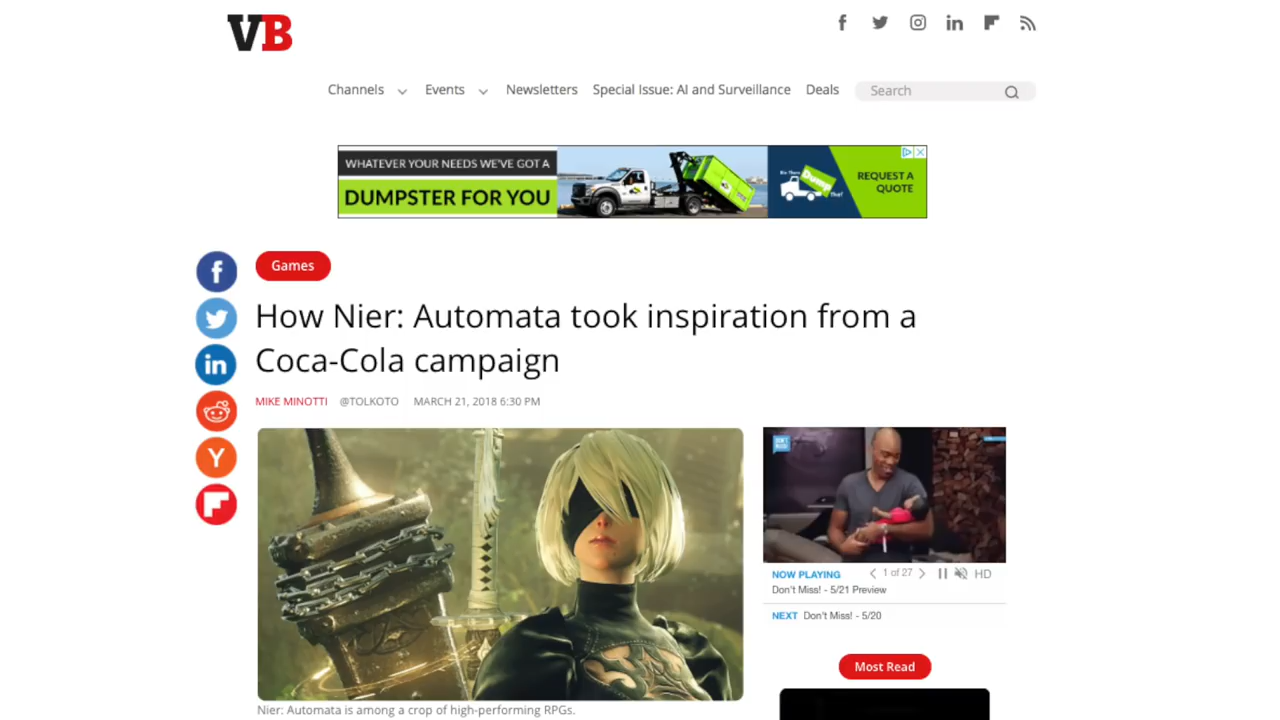 VB
Channels Events Newsletters Special Issue: AI and Surveillance Deals Search
WHATEVER YOUR NEEDS WE'VE GOT A
DUMPSTER FOR YOU
REQUEST A
QUOTE
Games
How Nier: Automata took inspiration from a
Coca-Cola campaign
MIKE MINOTTI @TOLKOTO MARCH 21, 2018 6:30 PM
NOW PLAYING 1 of 27 HD
Don't Miss! - 5/21 Preview
NEXT Don't Miss! - 5/20
Most Read
Nier: Automata is among a crop of high-performing RPGs.